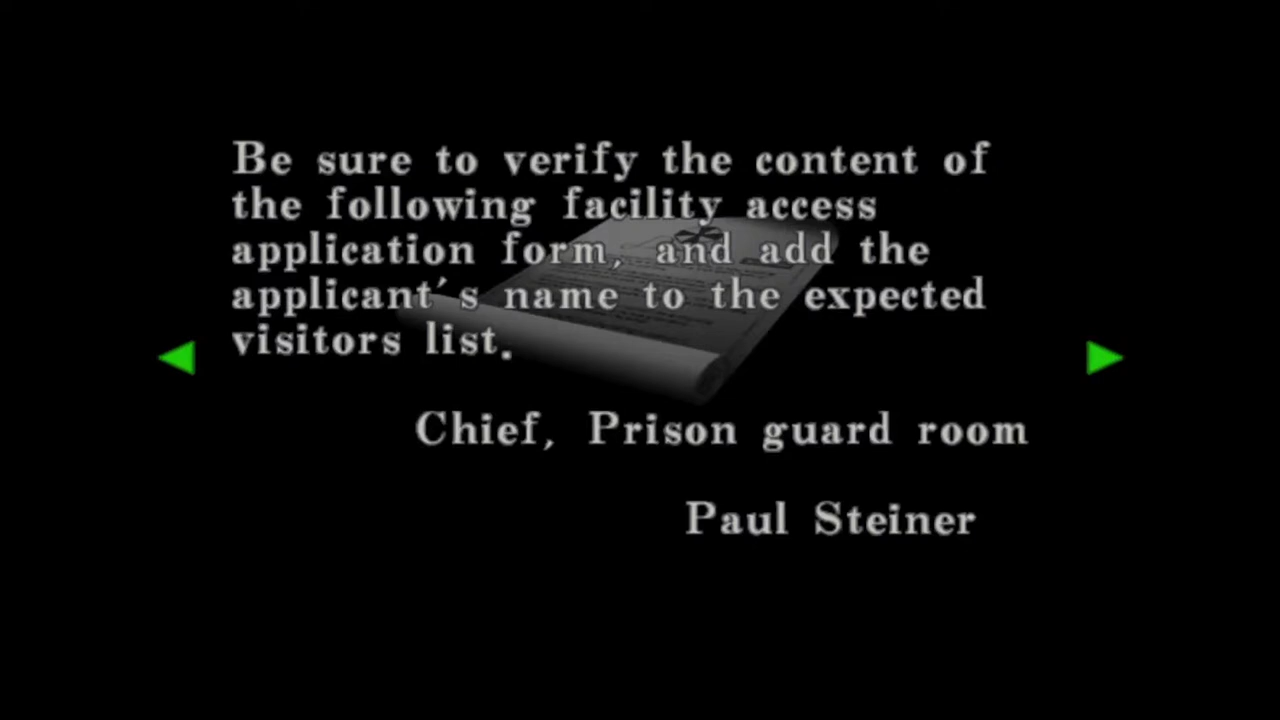 Be sure to verify the content of
the following facility access
application form, and add the
applicant's name to the expected
visitors list.
Chief, Prison guard room
Paul Steiner